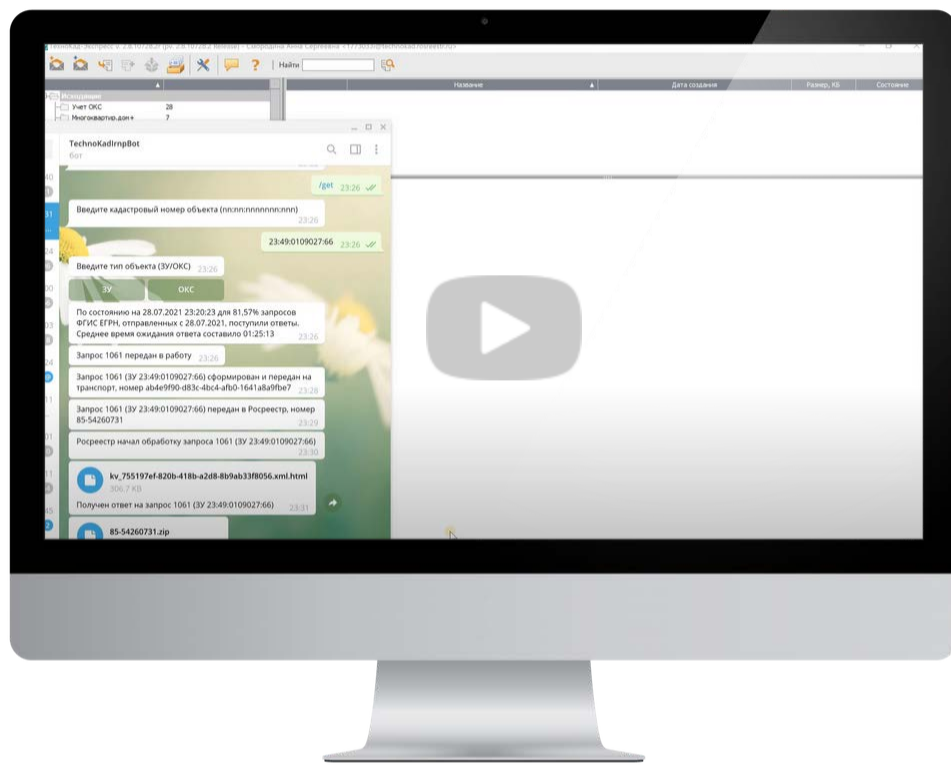 ТехноКад-Экспресс
Найти
Название
Дата создания
Размер, КБ
Состояние
Исходящие
Учет ОКС 28
Многоквартир.дом+ 7
TechnoKadIrnpBot
бот
/get 23:26
Введите кадастровый номер объекта (nn:nn:nnnnnnn:nnn)
23:26
23:49:0109027:66 23:26
Введите тип объекта (ЗУ/ОКС) 23:26
ЗУ
ОКС
По состоянию на 28.07.2021 23:20:23 для 81,57% запросов
ФГИС ЕГРН, отправленных с 28.07.2021, поступили ответы.
Среднее время ожидания ответа составило 01:25:13
23:26
Запрос 1061 передан в работу 23:26
Запрос 1061 (ЗУ 23:49:0109027:66) сформирован и передан на
транспорт, номер ab4e9f90-d83c-4bc4-afb0-1641a8a9fbe7 23:28
Запрос 1061 (ЗУ 23:49:0109027:66) передан в Росреестр, номер
85-54260731 23:29
Росреестр начал обработку запроса 1061 (ЗУ 23:49:0109027:66)
23:30
kv_755197ef-820b-418b-a2d8-8b9ab33f8056.xml.html
306.7 KB
Получен ответ на запрос 1061 (ЗУ 23:49:0109027:66) 23:31
85-54260731.zip